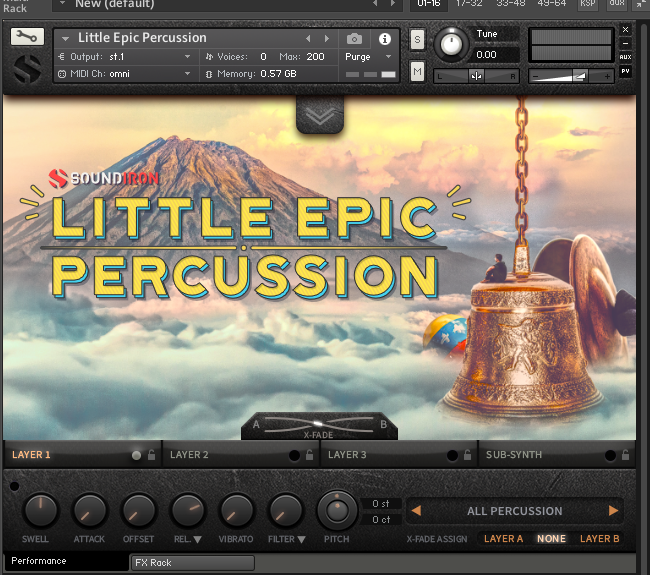 Rack
New (default)
01-16
17-32
33-48
49-64
KSP
aux
Little Epic Percussion
Output: st.1
Voices: 0 Max: 200
Purge
MIDI Ch: omni
Memory: 0.57 GB
S
M
Tune
0.00
L R
AUX
PV
SOUNDIRON
LITTLE EPIC
PERCUSSION
A B
X-FADE
LAYER 1
LAYER 2
LAYER 3
SUB-SYNTH
0 st
0 ct
ALL PERCUSSION
SWELL
ATTACK
OFFSET
REL.
VIBRATO
FILTER
PITCH
X-FADE ASSIGN
LAYER A
NONE
LAYER B
Performance
FX Rack